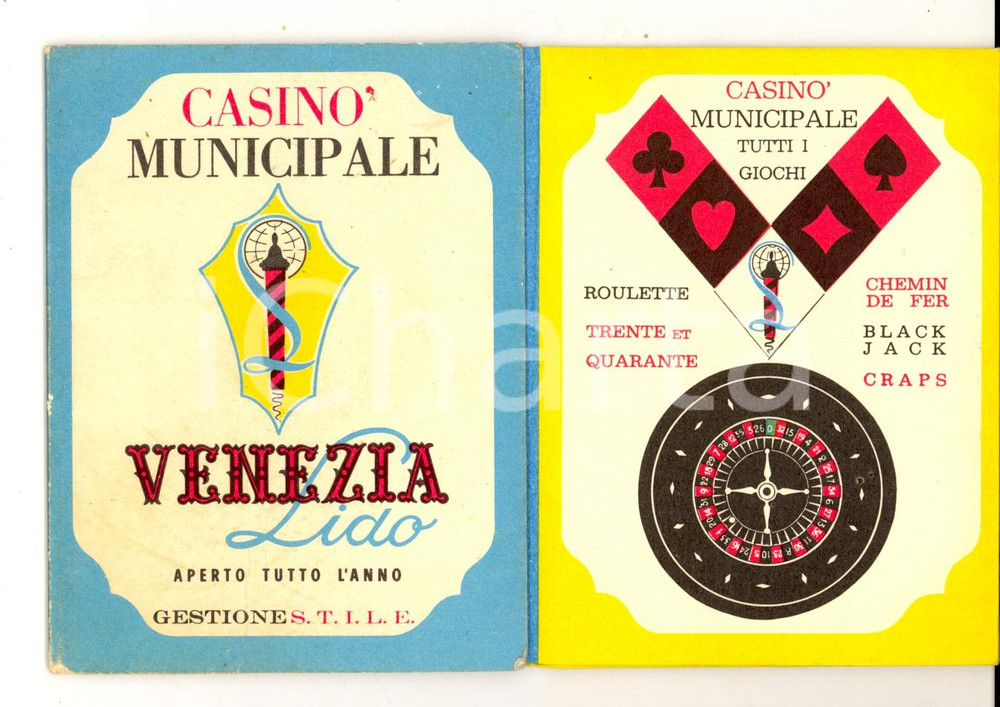 CASINO'
MUNICIPALE
VENEZIA
Lido
APERTO TUTTO L'ANNO
GESTIONE S. T. I. L. E.
CASINO'
MUNICIPALE
TUTTI I
GIOCHI
ROULETTE
TRENTE ET
QUARANTE
CHEMIN
DE FER
BLACK
JACK
CRAPS
iCharta